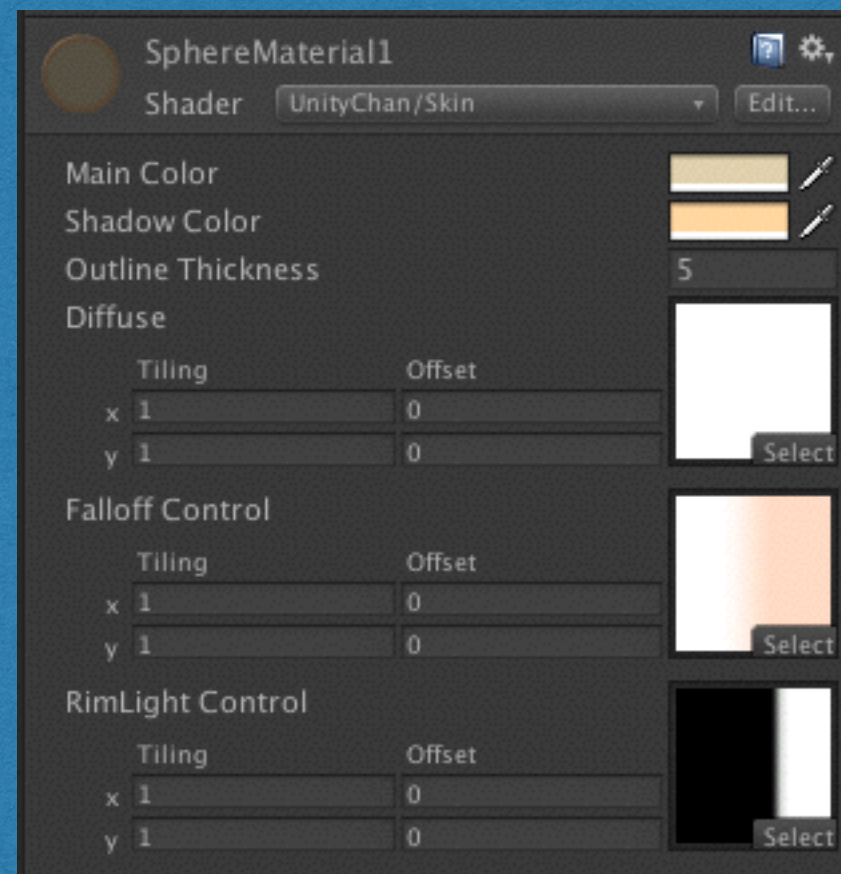 SphereMaterial1
Shader UnityChan/Skin Edit...
Main Color
Shadow Color
Outline Thickness 5
Diffuse
Tiling Offset
x 1 0
y 1 0
Select
Falloff Control
Tiling Offset
x 1 0
y 1 0
Select
RimLight Control
Tiling Offset
x 1 0
y 1 0
Select